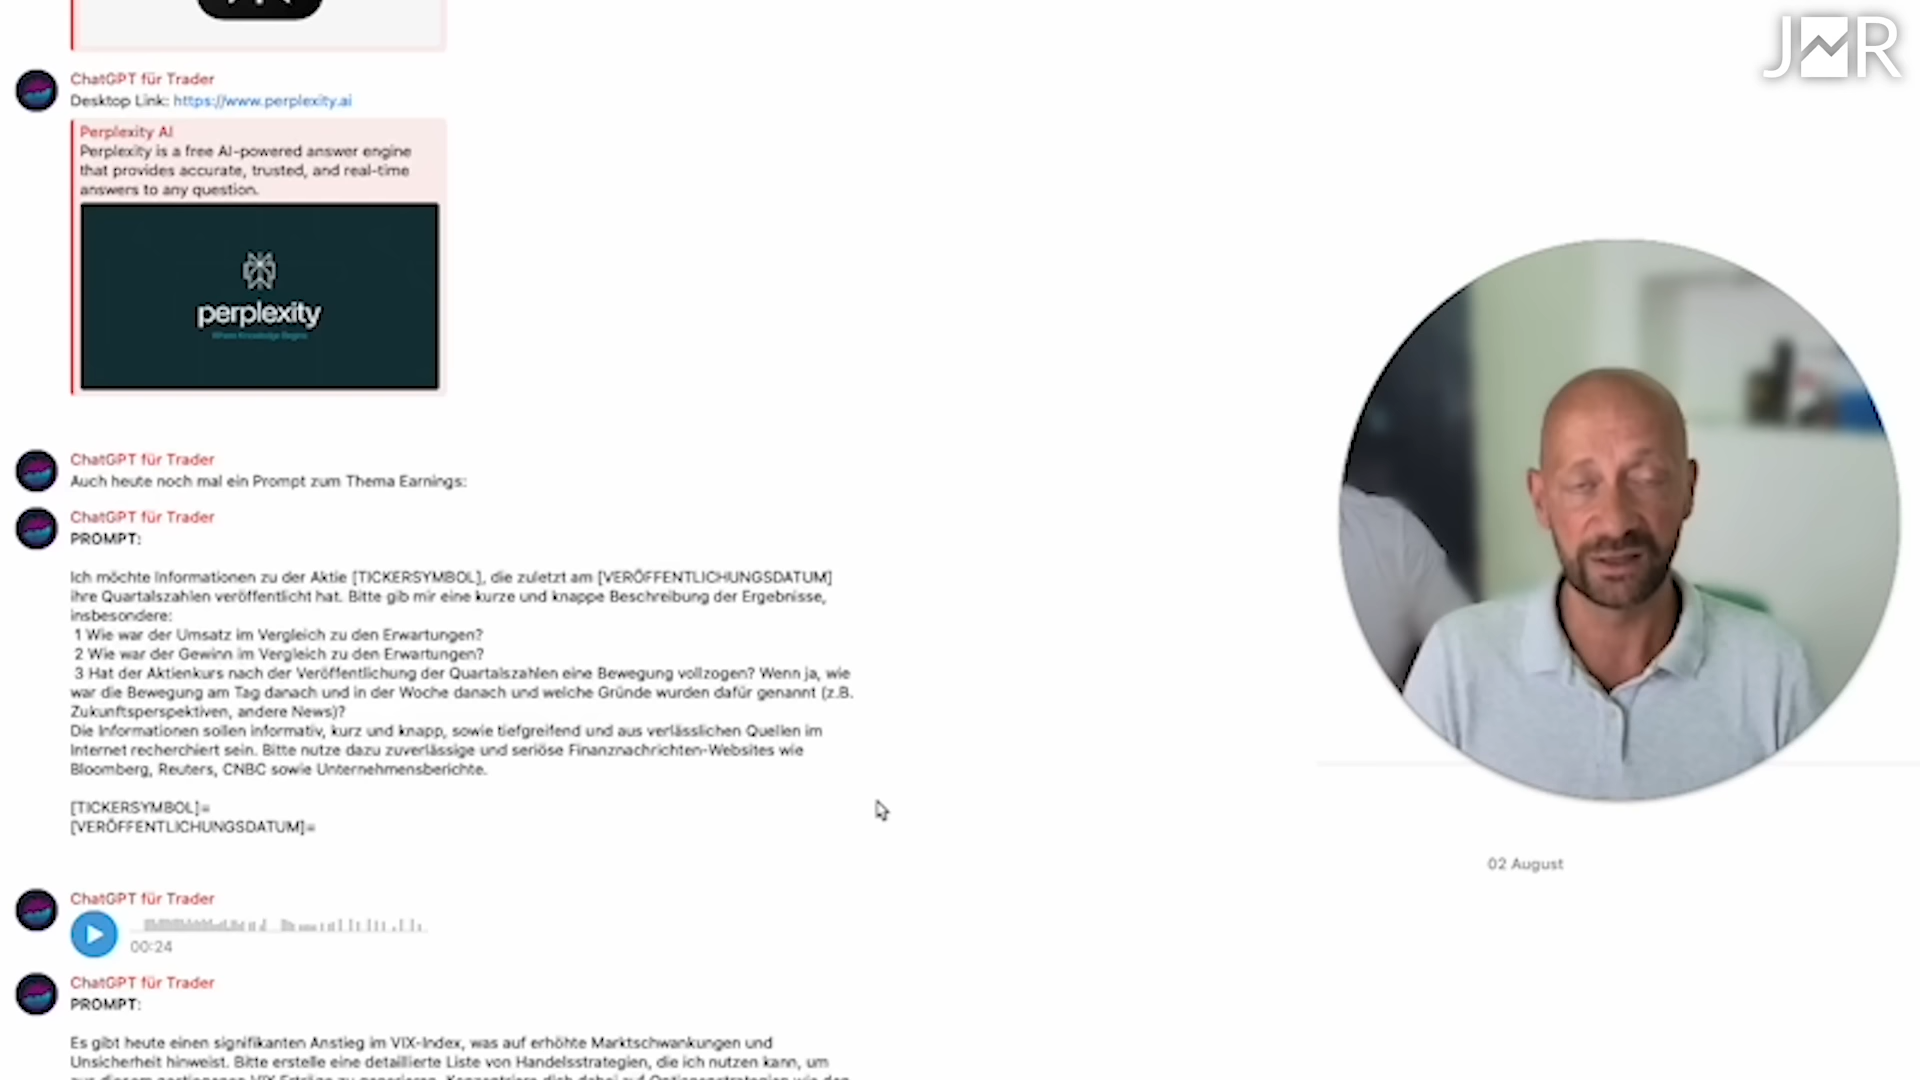 JMR
ChatGPT für Trader
Desktop Link: https://www.perplexity.ai
Perplexity AI
Perplexity is a free AI-powered answer engine
that provides accurate, trusted, and real-time
answers to any question.
perplexity
Where Knowledge Begins
ChatGPT für Trader
Auch heute noch mal ein Prompt zum Thema Earnings:
ChatGPT für Trader
PROMPT:
Ich möchte Informationen zu der Aktie [TICKERSYMBOL], die zuletzt am [VERÖFFENTLICHUNGSDATUM]
ihre Quartalszahlen veröffentlicht hat. Bitte gib mir eine kurze und knappe Beschreibung der Ergebnisse,
insbesondere:
1 Wie war der Umsatz im Vergleich zu den Erwartungen?
2 Wie war der Gewinn im Vergleich zu den Erwartungen?
3 Hat der Aktienkurs nach der Veröffentlichung der Quartalszahlen eine Bewegung vollzogen? Wenn ja, wie
war die Bewegung am Tag danach und in der Woche danach und welche Gründe wurden dafür genannt (z.B.
Zukunftsperspektiven, andere News)?
Die Informationen sollen informativ, kurz und knapp, sowie tiefgreifend und aus verlässlichen Quellen im
Internet recherchiert sein. Bitte nutze dazu zuverlässige und seriöse Finanznachrichten-Websites wie
Bloomberg, Reuters, CNBC sowie Unternehmensberichte.
[TICKERSYMBOL]=
[VERÖFFENTLICHUNGSDATUM]=
02 August
ChatGPT für Trader
00:24
ChatGPT für Trader
PROMPT:
Es gibt heute einen signifikanten Anstieg im VIX-Index, was auf erhöhte Marktschwankungen und
Unsicherheit hinweist. Bitte erstelle eine detaillierte Liste von Handelsstrategien, die ich nutzen kann, um